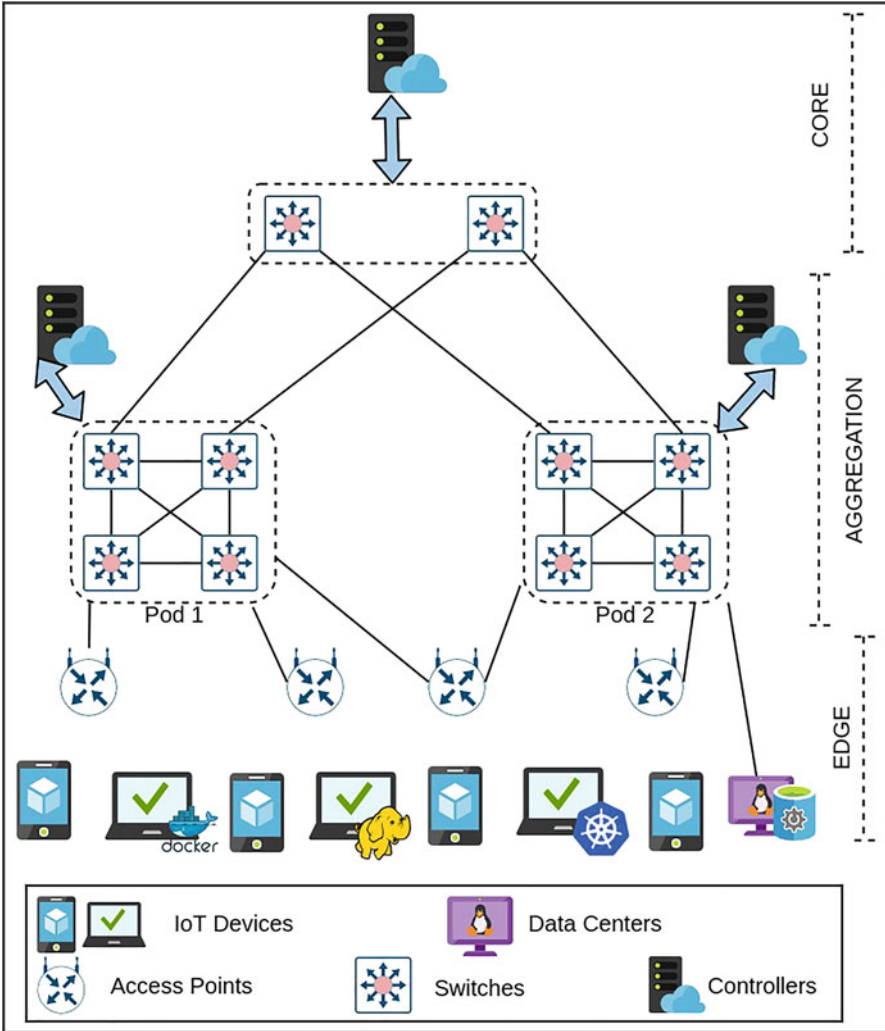 CORE
AGGREGATION
Pod 1
Pod 2
EDGE
docker
IoT Devices
Data Centers
Access Points
Switches
Controllers